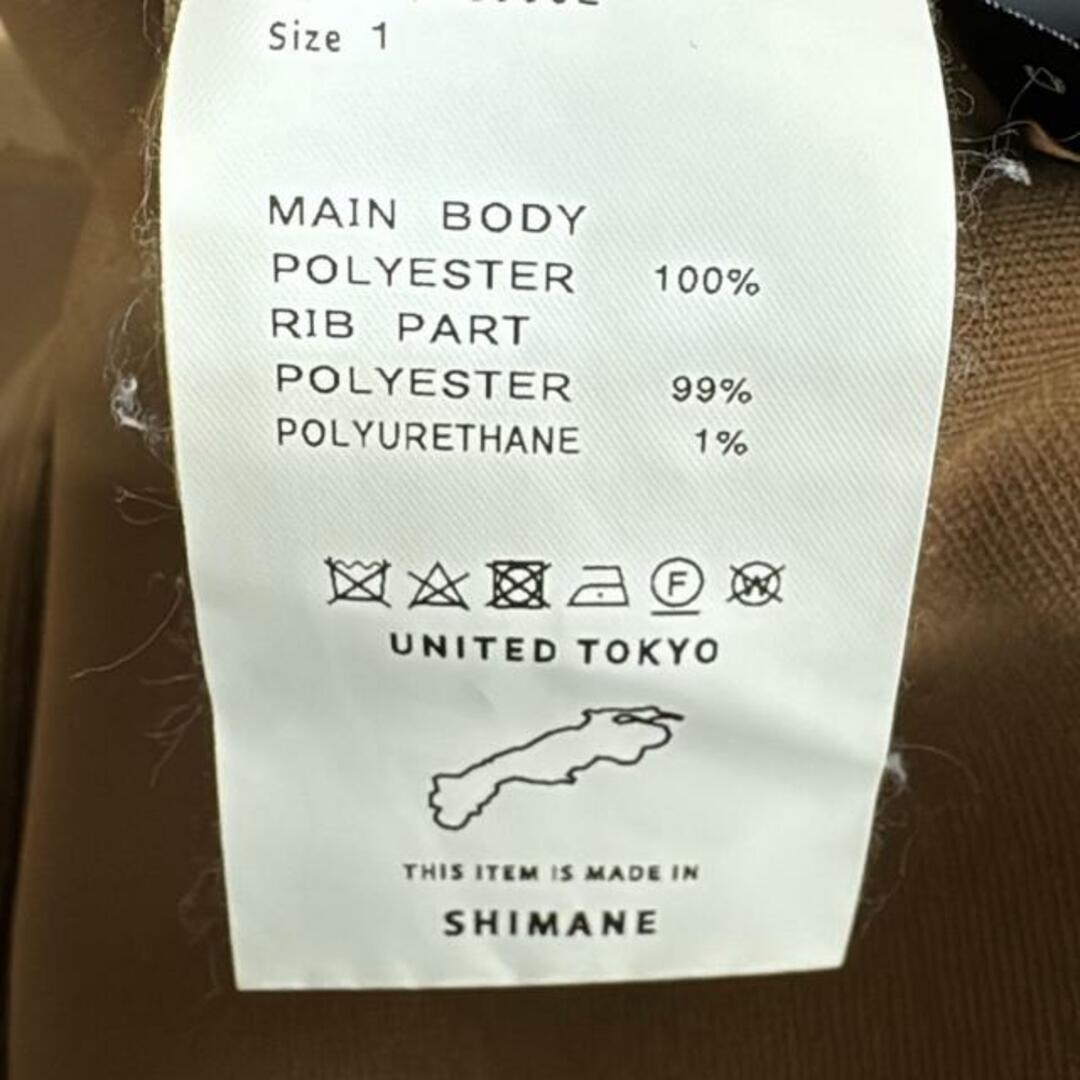 Size 1
MAIN BODY
POLYESTER 100%
RIB PART
POLYESTER 99%
POLYURETHANE 1%
F W
UNITED TOKYO
THIS ITEM IS MADE IN
SHIMANE